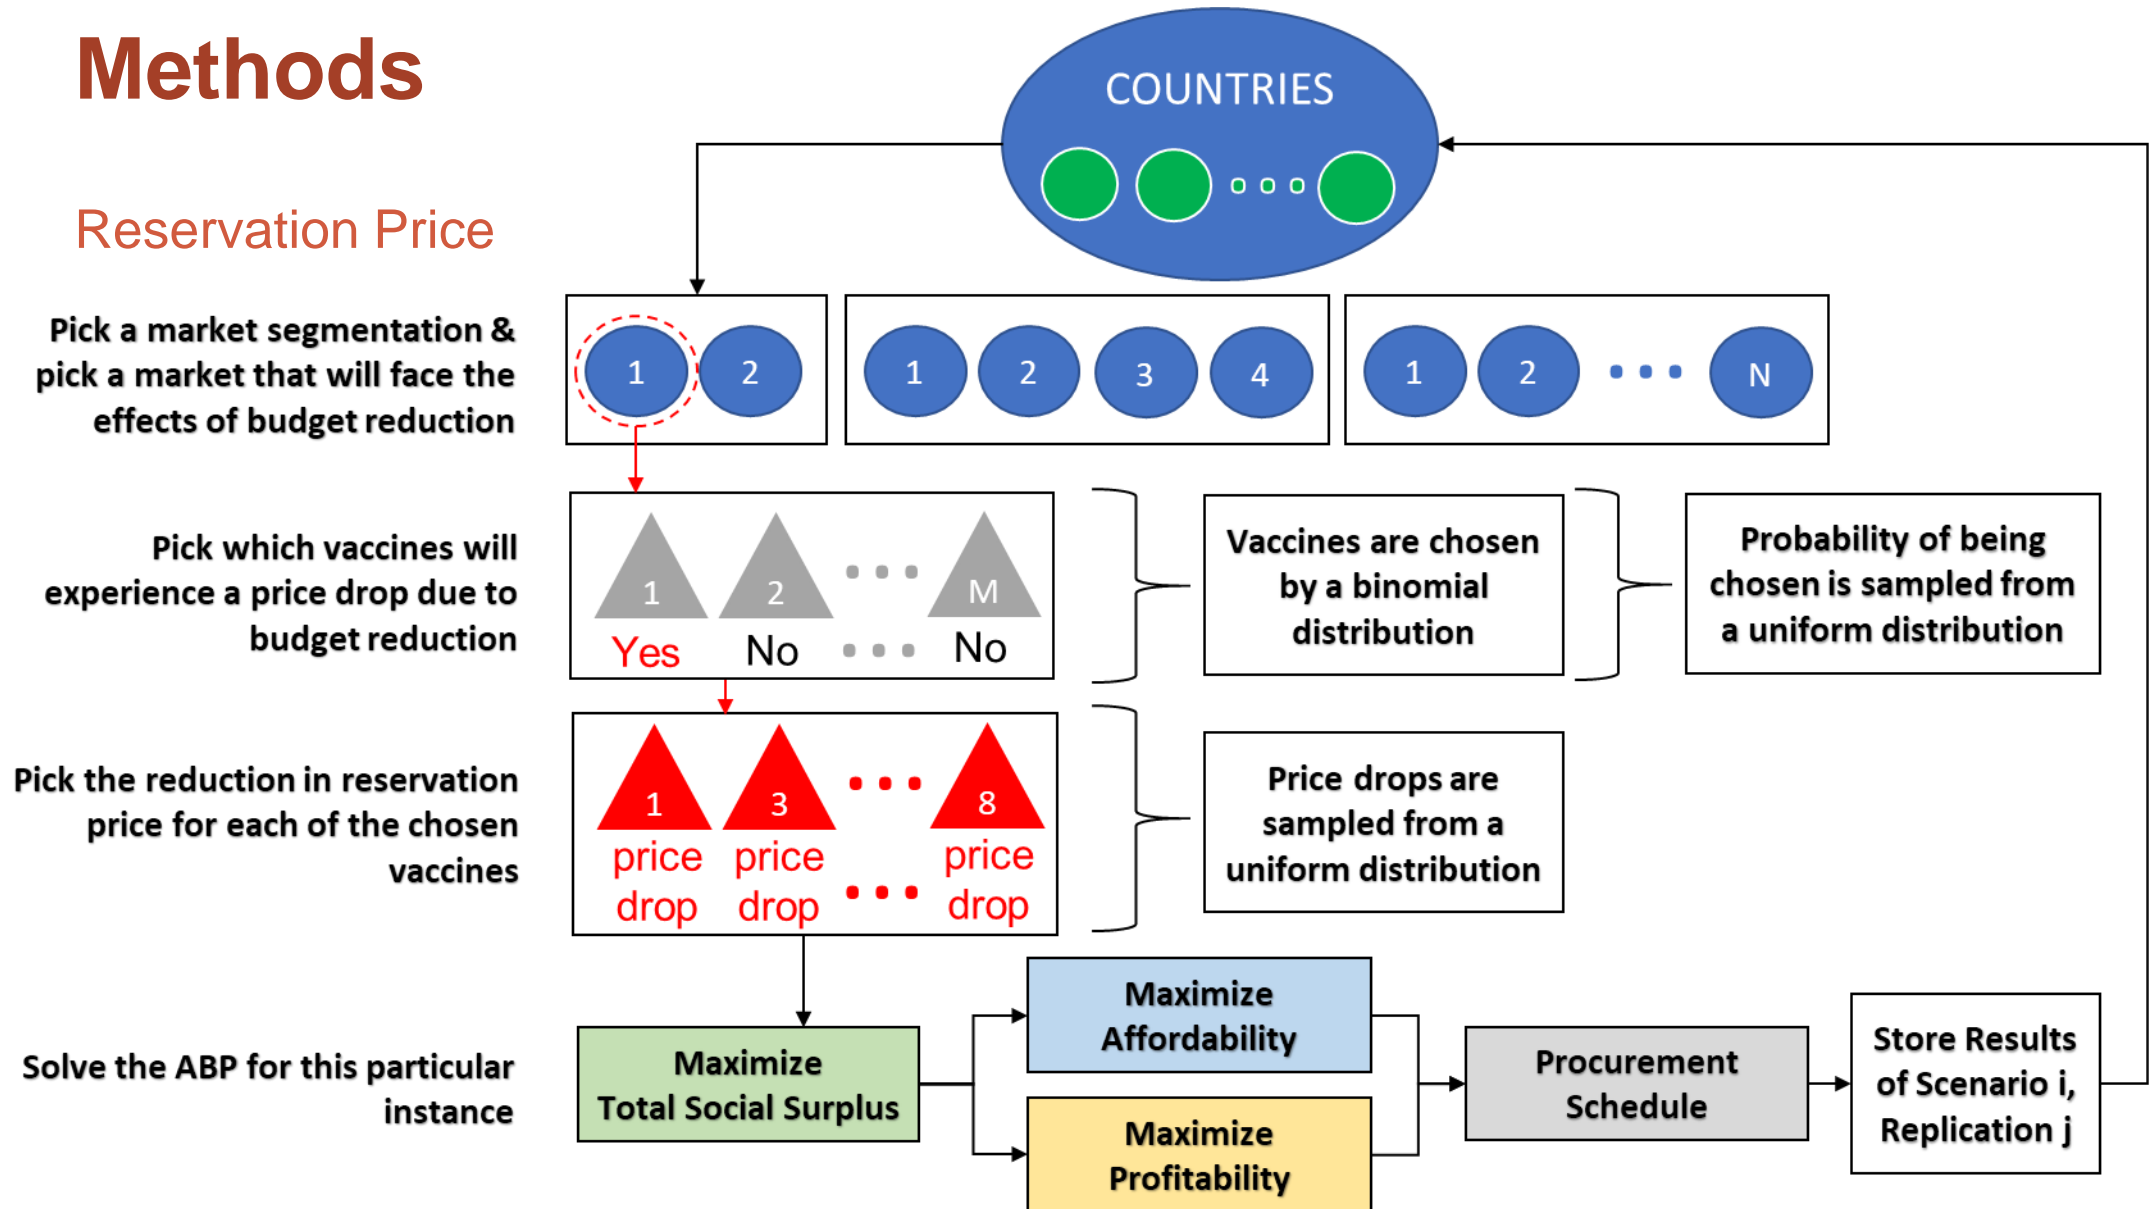 Methods
COUNTRIES
Reservation Price
Pick a market segmentation &
pick a market that will face the
effects of budget reduction
1
2
1
2
3
4
1
2
N
Pick which vaccines will
experience a price drop due to
budget reduction
1
2
M
Yes
No
No
Vaccines are chosen
by a binomial
distribution
Probability of being
chosen is sampled from
a uniform distribution
Pick the reduction in reservation
price for each of the chosen
vaccines
1
3
8
price
drop
price
drop
price
drop
Price drops are
sampled from a
uniform distribution
Solve the ABP for this particular
instance
Maximize
Total Social Surplus
Maximize
Affordability
Maximize
Profitability
Procurement
Schedule
Store Results
of Scenario i,
Replication j